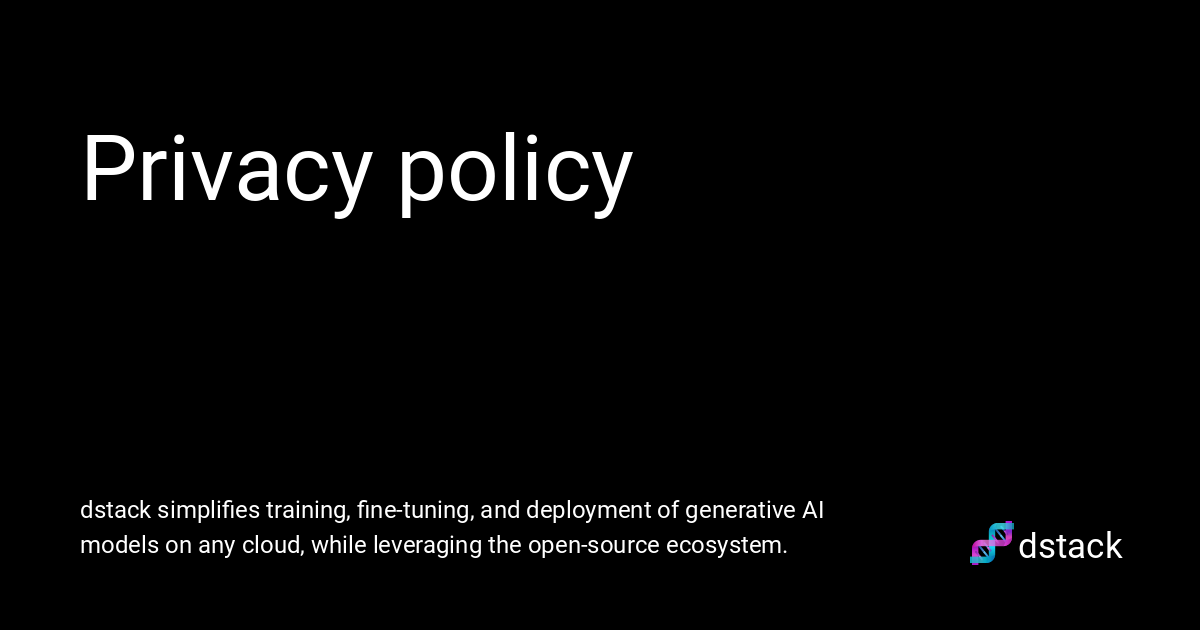 Privacy policy
dstack simplifies training, fine-tuning, and deployment of generative AI
models on any cloud, while leveraging the open-source ecosystem.
dstack